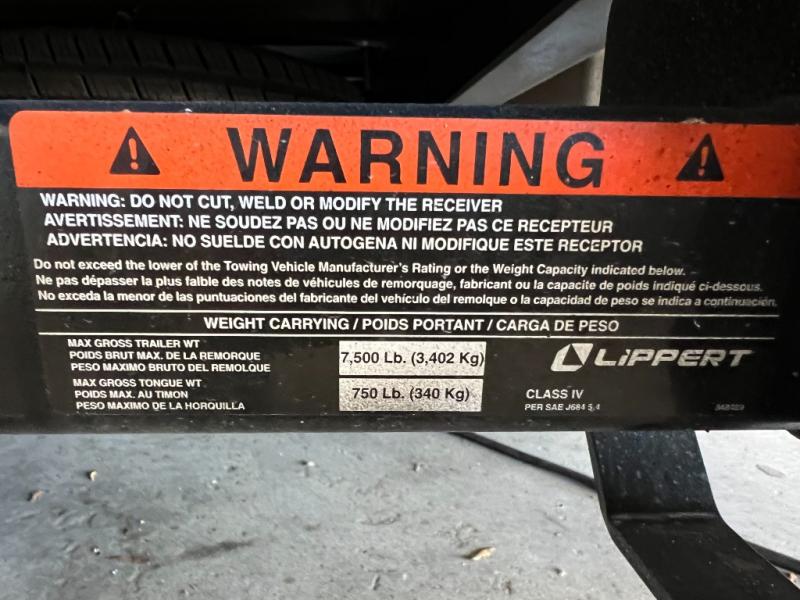 WARNING
WARNING: DO NOT CUT, WELD OR MODIFY THE RECEIVER
AVERTISSEMENT: NE SOUDEZ PAS OU NE MODIFIEZ PAS CE RECEPTEUR
ADVERTENCIA: NO SUELDE CON AUTOGENA NI MODIFIQUE ESTE RECEPTOR
Do not exceed the lower of the Towing Vehicle Manufacturer's Rating or the Weight Capacity indicated below.
Ne pas dépasser la plus falble des notes de véhicules de remorquage, fabricant ou la capacite de poids indiqué ci-dessous.
No exceda la menor de las puntuaciones del fabricante del vehículo del remolque o la capacidad de peso se indica a continuación.
WEIGHT CARRYING / POIDS PORTANT / CARGA DE PESO
MAX GROSS TRAILER WT
POIDS BRUT MAX. DE LA REMORQUE
PESO MAXIMO BRUTO DEL REMOLQUE
7,500 Lb. (3,402 Kg)
MAX GROSS TONGUE WT
POIDS MAX. AU TIMON
PESO MAXIMO DE LA HORQUILLA
750 Lb. (340 Kg)
LIPPERT
CLASS IV
PER SAE J684 5.4